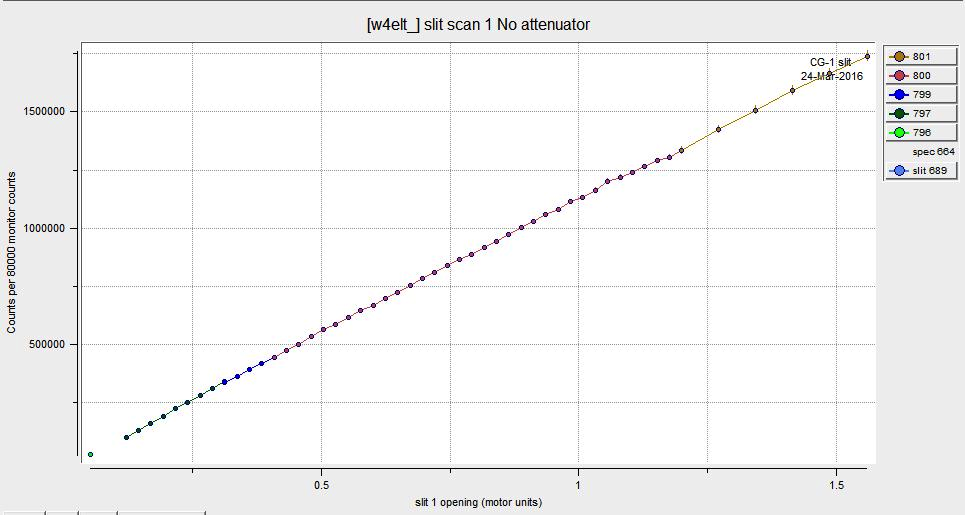 [w4elt_] slit scan 1 No attenuator
CG-1 slit
24-Mar-2016
801
800
799
797
796
spec 664
slit 689
Counts per 80000 monitor counts
1500000
1000000
500000
0.5
1
1.5
slit 1 opening (motor units)